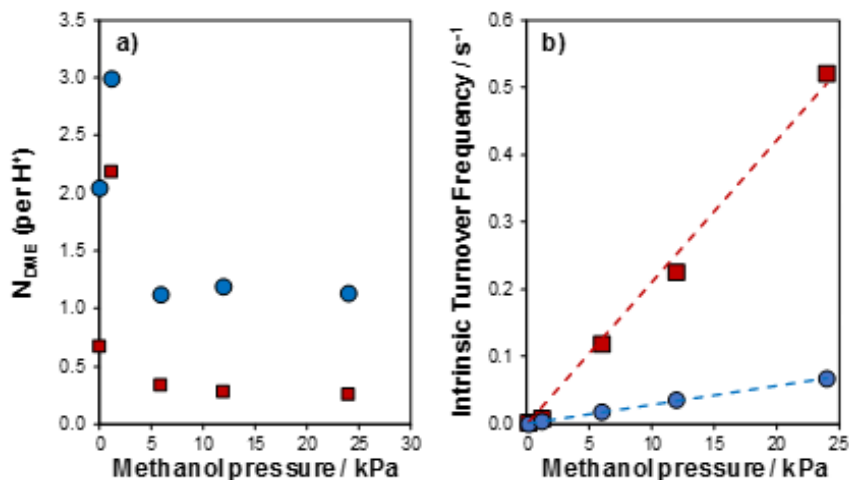 a)
N_DME (per H⁺)
3.5
3.0
2.5
2.0
1.5
1.0
0.5
0.0
0 5 10 15 20 25 30
Methanol pressure / kPa
b)
Intrinsic Turnover Frequency / s⁻¹
0.6
0.5
0.4
0.3
0.2
0.1
0.0
0 5 10 15 20 25
Methanol pressure / kPa